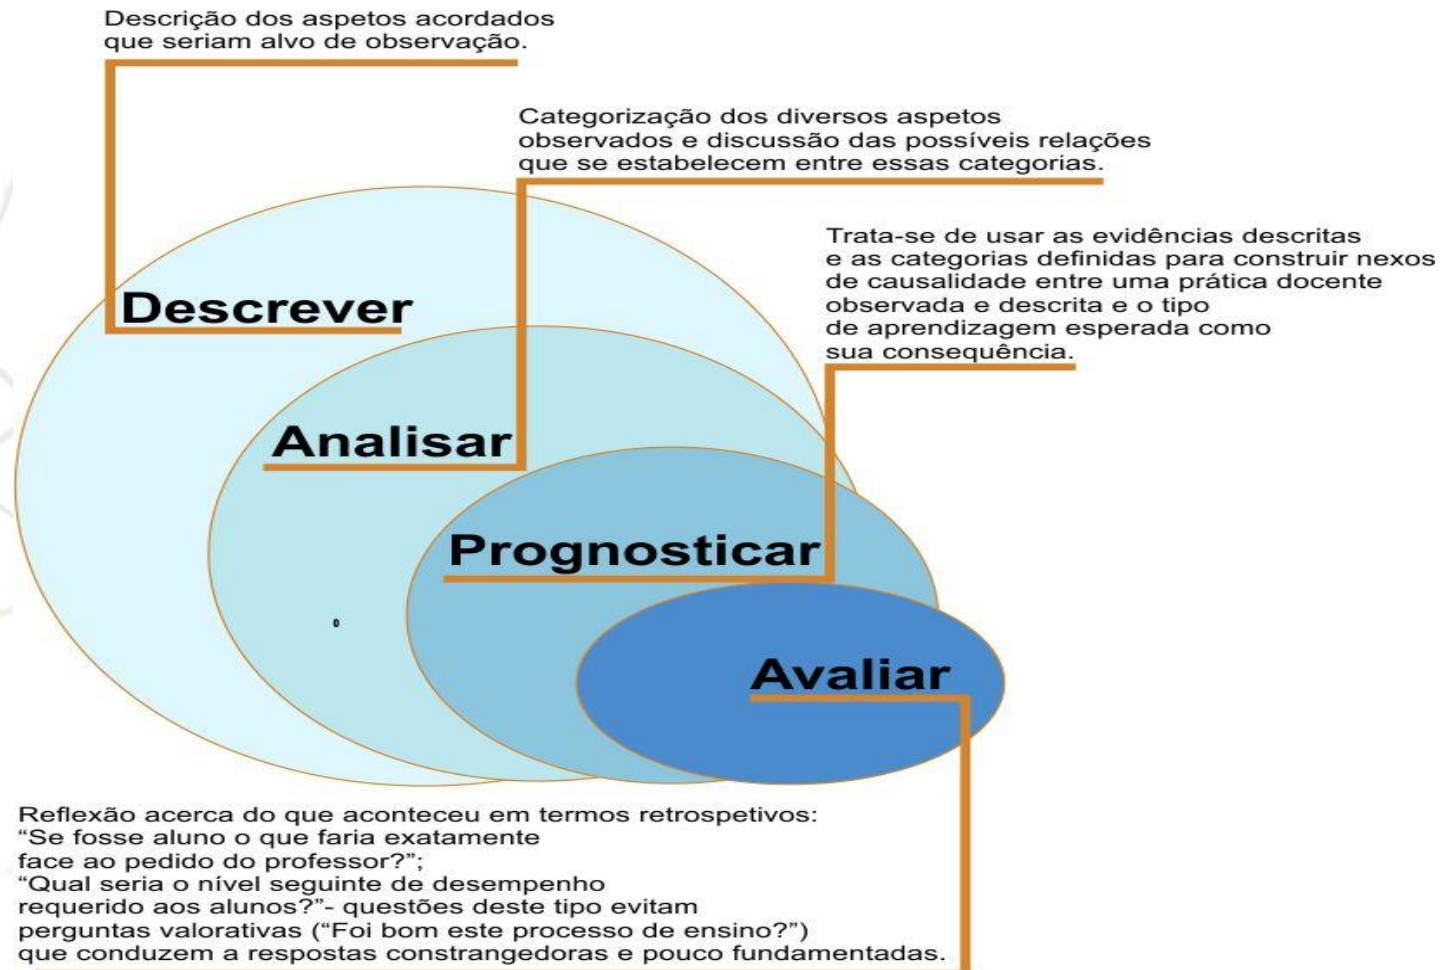 Descrição dos aspetos acordados
que seriam alvo de observação.
Categorização dos diversos aspetos
observados e discussão das possíveis relações
que se estabelecem entre essas categorias.
Trata-se de usar as evidências descritas
e as categorias definidas para construir nexos
de causalidade entre uma prática docente
observada e descrita e o tipo
de aprendizagem esperada como
sua consequência.
Descrever
Analisar
Prognosticar
0
Avaliar
Reflexão acerca do que aconteceu em termos retrospetivos:
“Se fosse aluno o que faria exatamente
face ao pedido do professor?”;
“Qual seria o nível seguinte de desempenho
requerido aos alunos?”- questões deste tipo evitam
perguntas valorativas (“Foi bom este processo de ensino?”)
que conduzem a respostas constrangedoras e pouco fundamentadas.